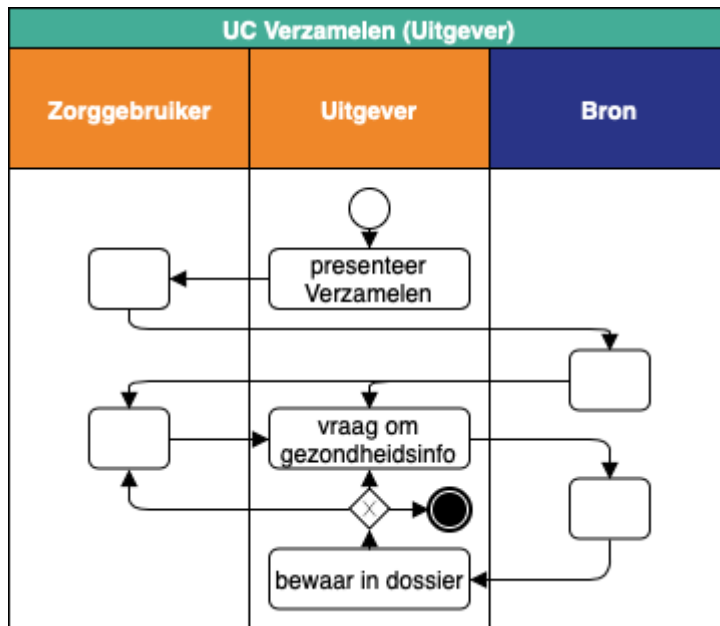 UC Verzamelen (Uitgever)
Zorggebruiker
Uitgever
Bron
presenteer
Verzamelen
vraag om
gezondheidsinfo
bewaar in dossier